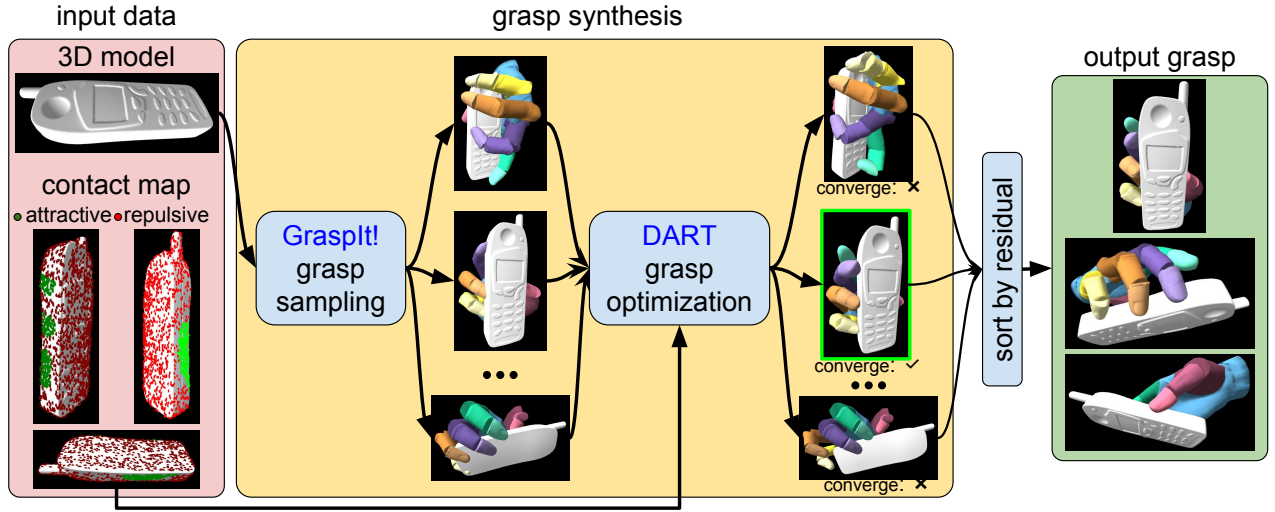 input data
grasp synthesis
3D model
output grasp
contact map
attractive repulsive
GraspIt!
grasp
sampling
DART
grasp
optimization
converge: ✖
converge: ✓
converge: ✖
sort by residual